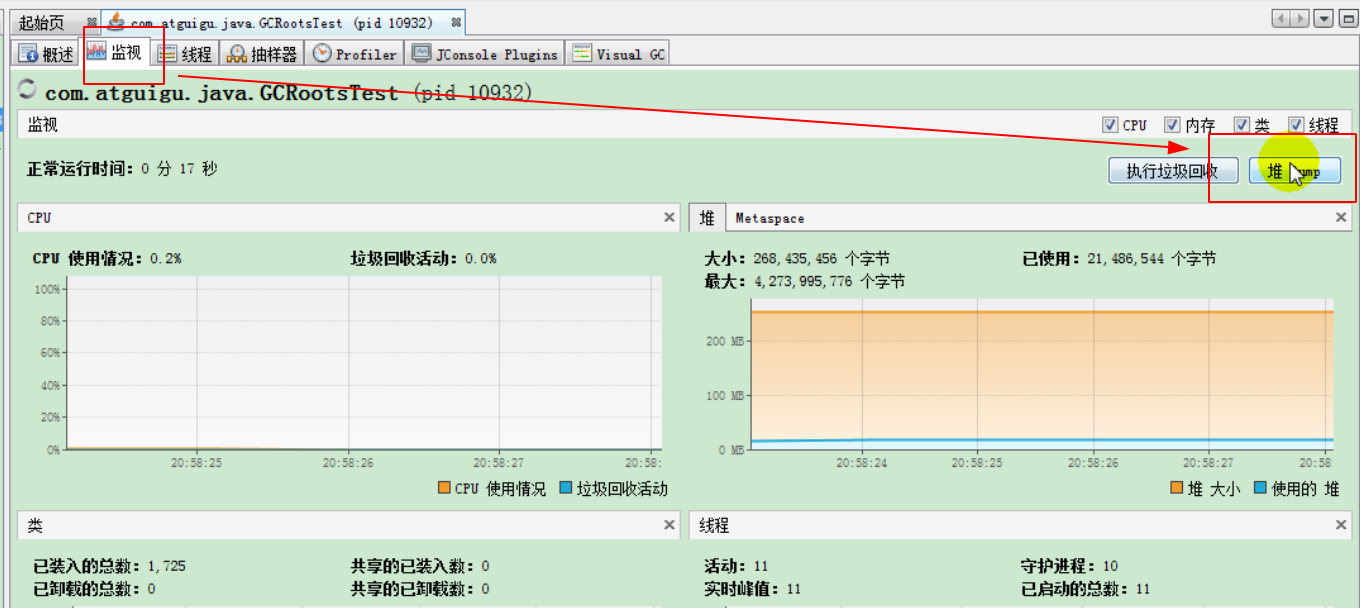 起始页 com.atguigu.java.GCRootsTest (pid 10932)
概述 监视 线程 抽样器 Profiler JConsole Plugins Visual GC
com.atguigu.java.GCRootsTest (pid 10932)
监视 CPU 内存 类 线程
正常运行时间: 0 分 17 秒 执行垃圾回收 堆
CPU
CPU 使用情况: 0.2% 垃圾回收活动: 0.0%
100%
80%
60%
40%
20%
0%
20:58:25 20:58:26 20:58:27 20:58:
CPU 使用情况 垃圾回收活动
堆 Metaspace
大小: 268,435,456 个字节 已使用: 21,486,544 个字节
最大: 4,273,995,776 个字节
200 MB
100 MB
0 MB
20:58:24 20:58:25 20:58:26 20:58:27 20:58
堆 大小 使用的 堆
类
已装入的总数: 1,725 共享的已装入数: 0
已卸载的总数: 0 共享的已卸载数: 0
线程
活动: 11 守护进程: 10
实时峰值: 11 已启动的总数: 11